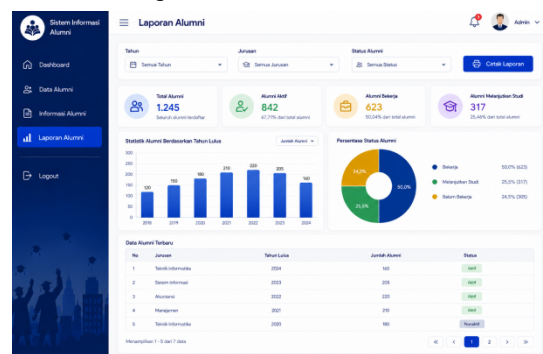 Sistem Informasi
Alumni
Laporan Alumni
Admin
Dashboard
Data Alumni
Informasi Alumni
Laporan Alumni
Logout
Tahun
Semua Tahun
Jurusan
Semua Jurusan
Status Alumni
Semua Status
Cetak Laporan
Total Alumni
1.245
Seluruh alumni terdaftar
Alumni Aktif
842
67,71% dari total alumni
Alumni Bekerja
623
50,04% dari total alumni
Alumni Melanjutkan Studi
317
25,46% dari total alumni
Statistik Alumni Berdasarkan Tahun Lulus
Jumlah Alumni
300
250
200
150
100
50
0
120
150
180
210
220
205
160
2018 2019 2020 2021 2022 2023 2024
Persentase Status Alumni
24,5%
50,0%
25,5%
Bekerja 50,0% (623)
Melanjutkan Studi 25,5% (317)
Belum Bekerja 24,5% (305)
Data Alumni Terbaru
No Jurusan Tahun Lulus Jumlah Alumni Status
1 Teknik Informatika 2024 160 Aktif
2 Sistem Informasi 2023 205 Aktif
3 Akuntansi 2022 220 Aktif
4 Manajemen 2021 210 Aktif
5 Teknik Informatika 2020 180 Nonaktif
Menampilkan 1 - 5 dari 7 data
« ‹ 1 2 › »